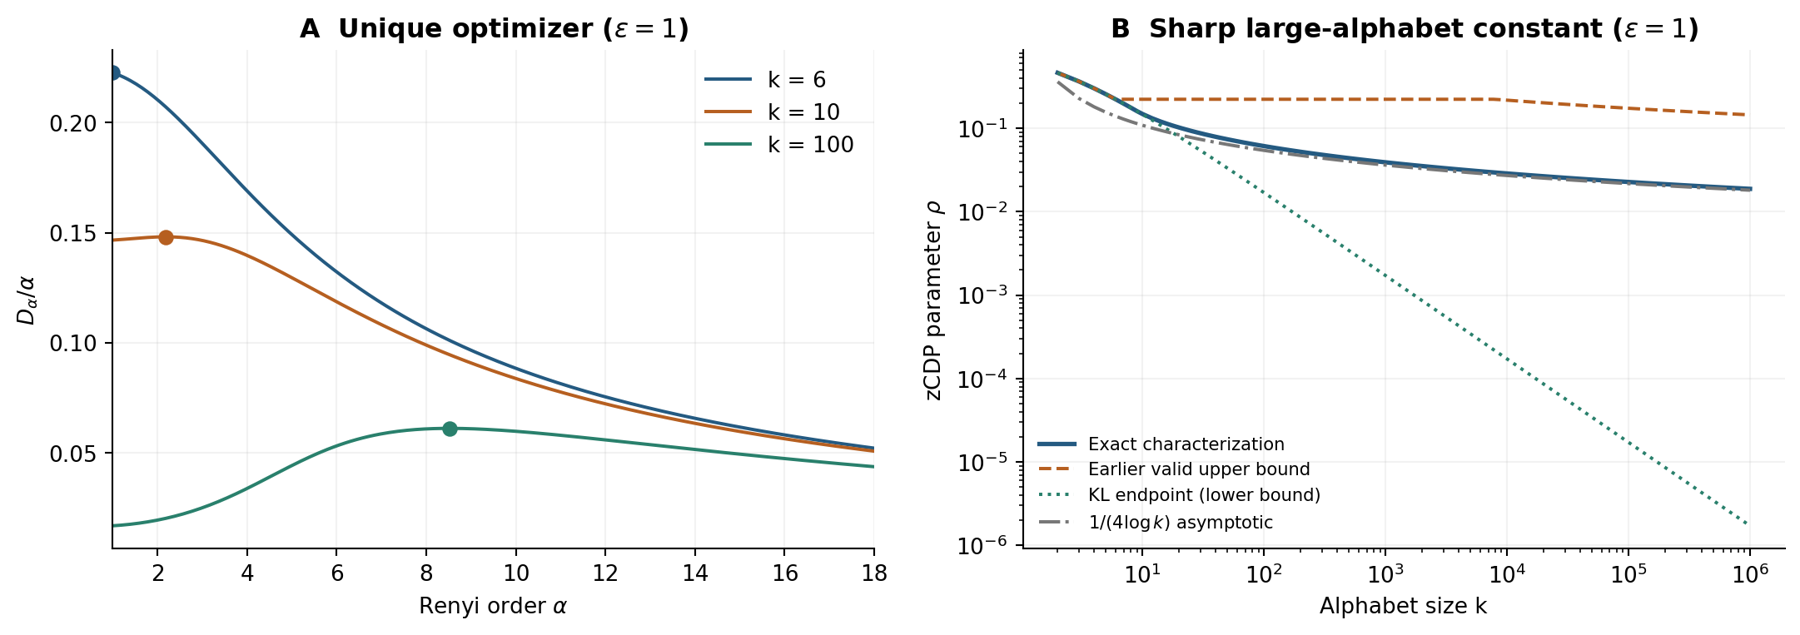 A  Unique optimizer (ε = 1)
k = 6
k = 10
k = 100
0.20
0.15
0.10
0.05
D_α/α
2 4 6 8 10 12 14 16 18
Renyi order α
B  Sharp large-alphabet constant (ε = 1)
10⁻¹
10⁻²
10⁻³
10⁻⁴
10⁻⁵
10⁻⁶
zCDP parameter ρ
Exact characterization
Earlier valid upper bound
KL endpoint (lower bound)
1/(4log k) asymptotic
10¹ 10² 10³ 10⁴ 10⁵ 10⁶
Alphabet size k